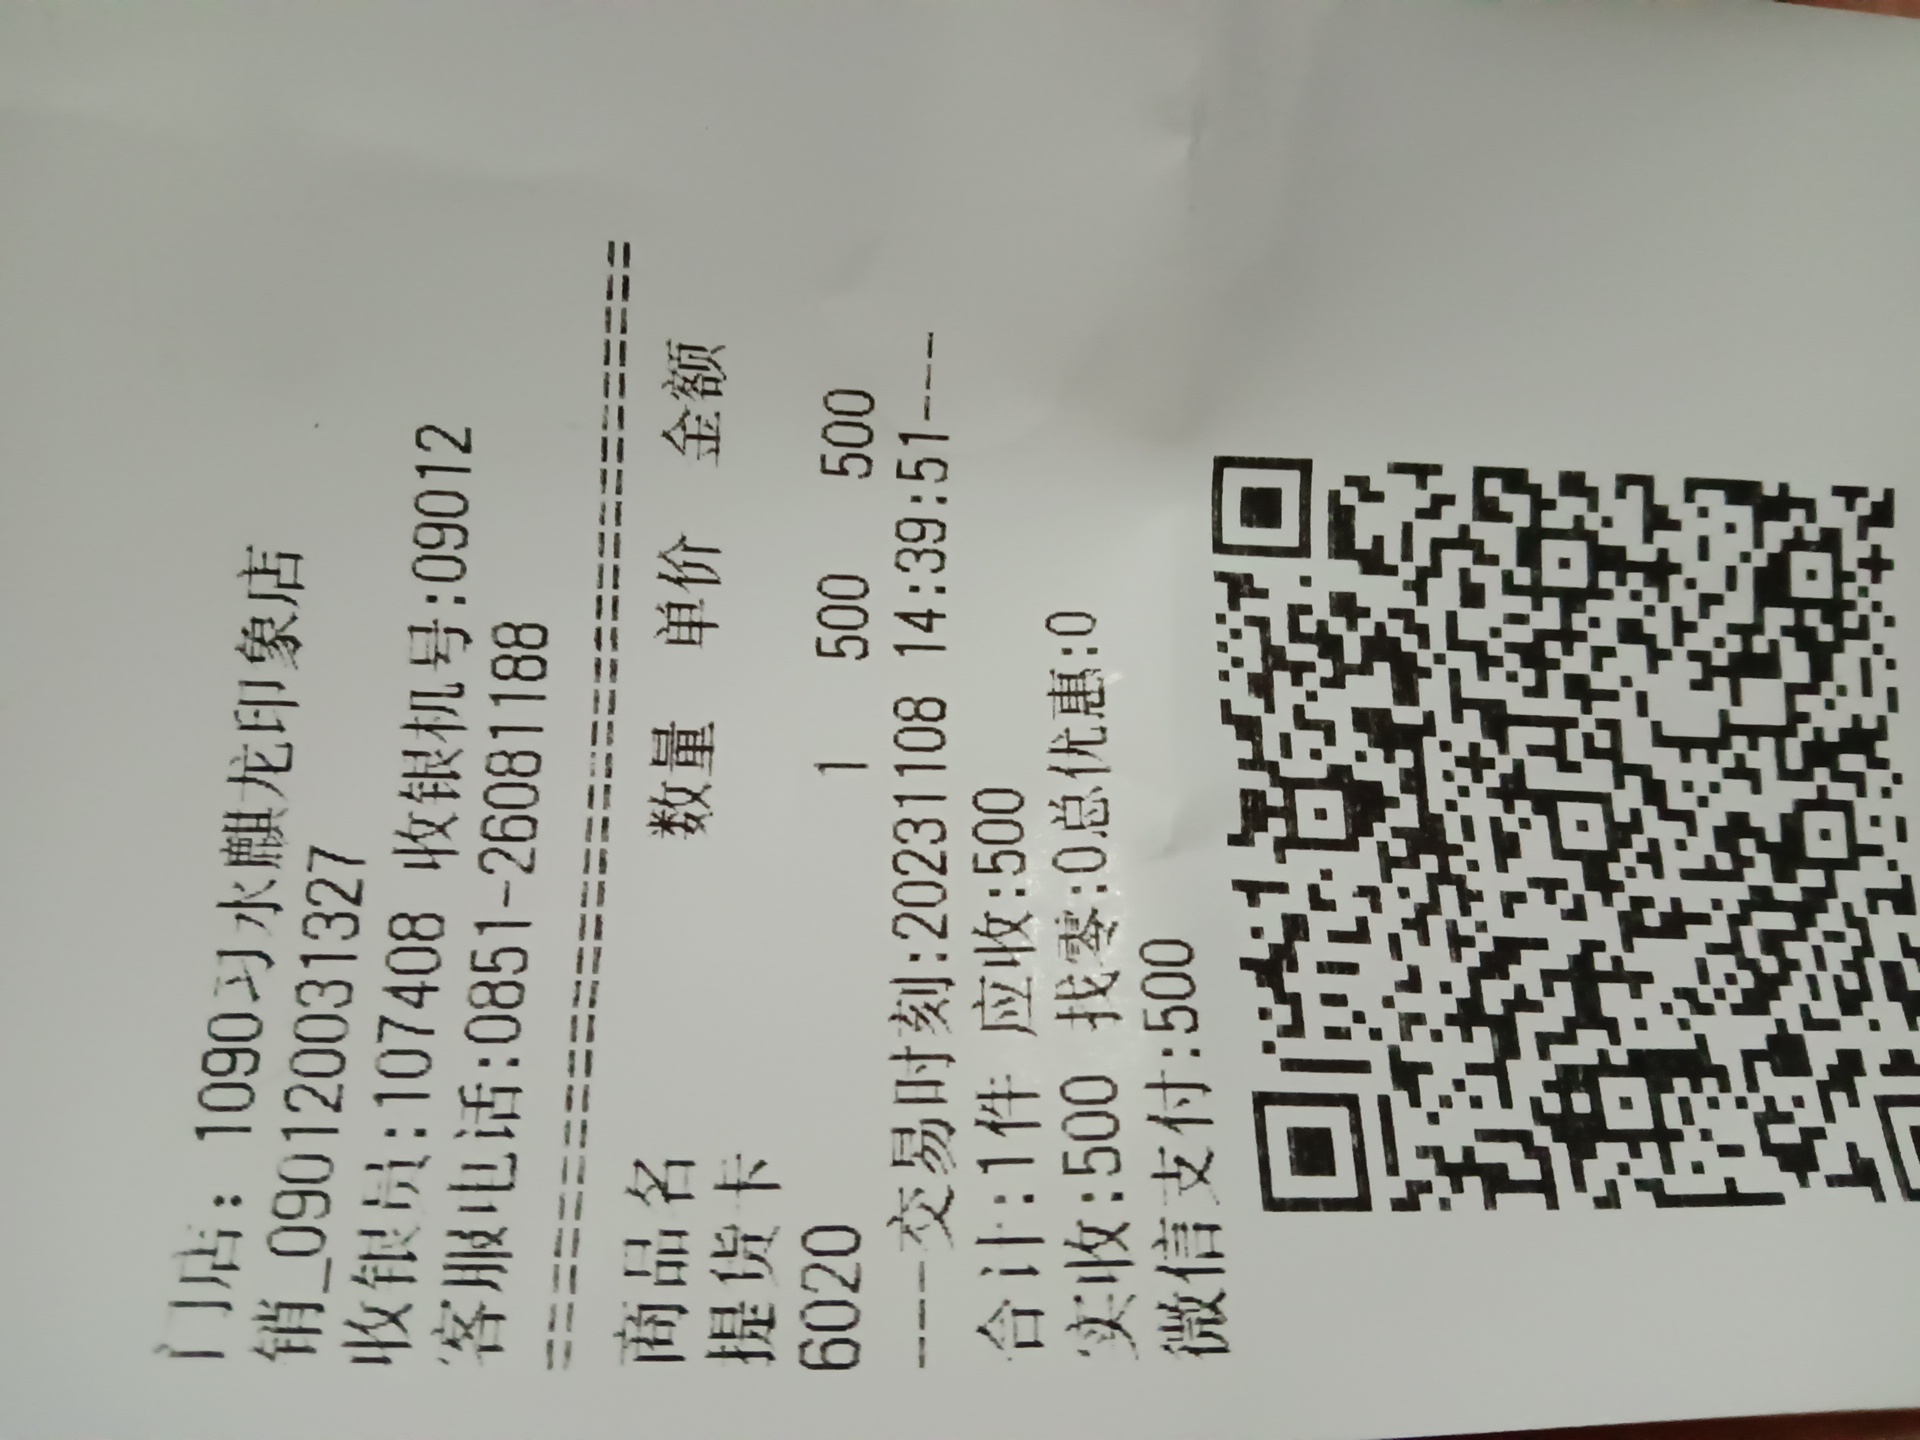 门店: 1090习水麒龙印象店
销_09012003​1327
收银员:107408 收银机号:09012
客服电话:0851-26081188
==========================================
商品名 数量 单价 金额
提货卡
6020 1 500 500
---交易时刻:20231108 14:39:51---
合计:1件 应收:500
实收:500 找零:0总优惠:0
微信支付:500